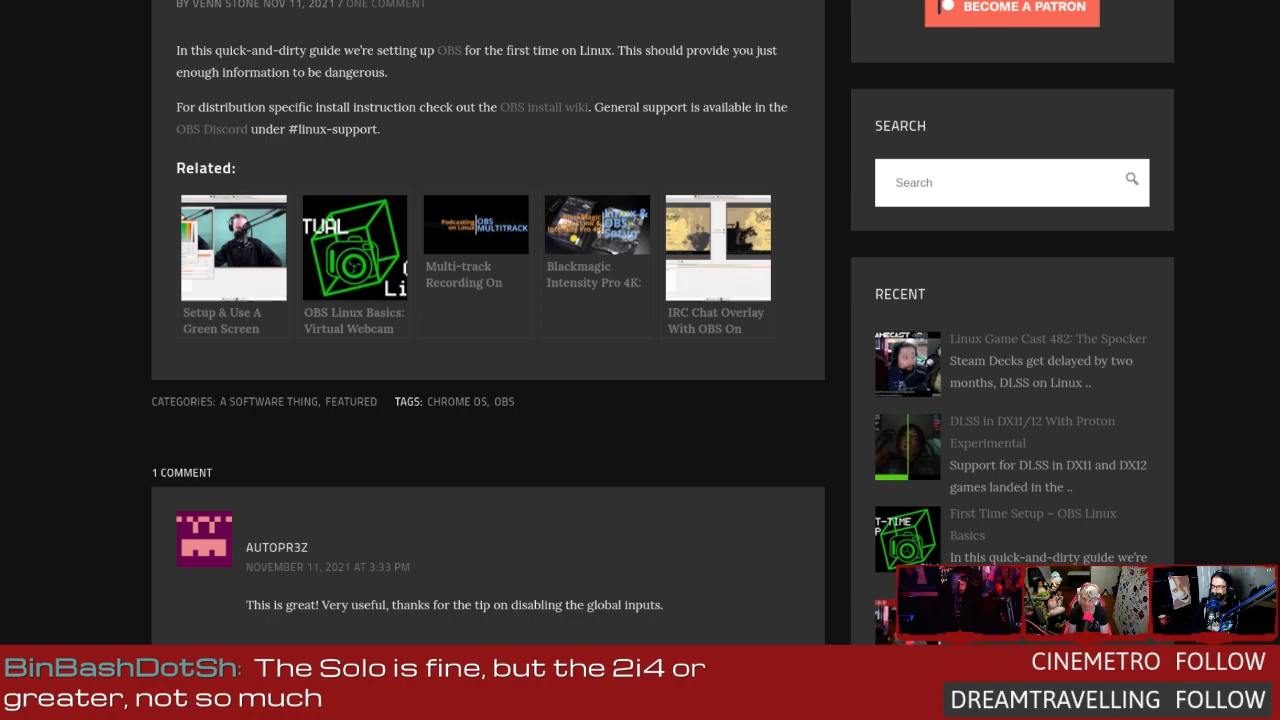 BY VENN STONE NOV 11, 2021 / ONE COMMENT
In this quick-and-dirty guide we're setting up OBS for the first time on Linux. This should provide you just
enough information to be dangerous.
For distribution specific install instruction check out the OBS install wiki. General support is available in the
OBS Discord under #linux-support.
Related:
TUAL
Li
Podcasting on Linux
OBS MULTITRACK
Setup & Use A
Green Screen
OBS Linux Basics:
Virtual Webcam
Multi-track
Recording On
Blackmagic
Intensity Pro 4K:
IRC Chat Overlay
With OBS On
CATEGORIES: A SOFTWARE THING, FEATURED TAGS: CHROME OS, OBS
1 COMMENT
AUTOPR3Z
NOVEMBER 11, 2021 AT 3:33 PM
This is great! Very useful, thanks for the tip on disabling the global inputs.
BECOME A PATRON
SEARCH
Search
RECENT
Linux Game Cast 482: The Spocker
Steam Decks get delayed by two
months, DLSS on Linux ..
DLSS in DX11/12 With Proton
Experimental
Support for DLSS in DX11 and DX12
games landed in the ..
First Time Setup – OBS Linux
Basics
In this quick-and-dirty guide we're
BinBashDotSh: The Solo is fine, but the 2i4 or
greater, not so much
CINEMETRO FOLLOW
DREAMTRAVELLING FOLLOW